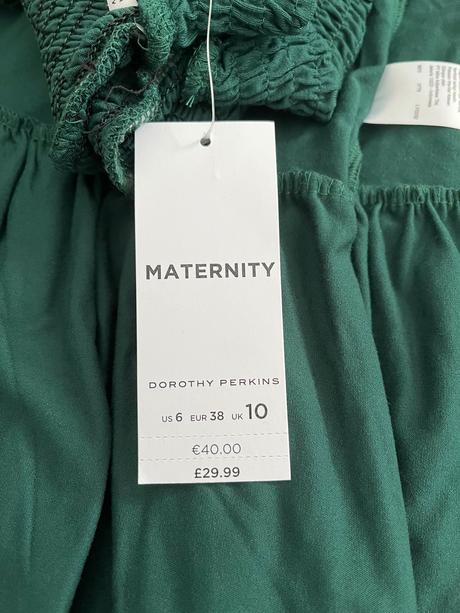 MATERNITY
DOROTHY PERKINS
US 6 EUR 38 UK 10
€40.00
£29.99